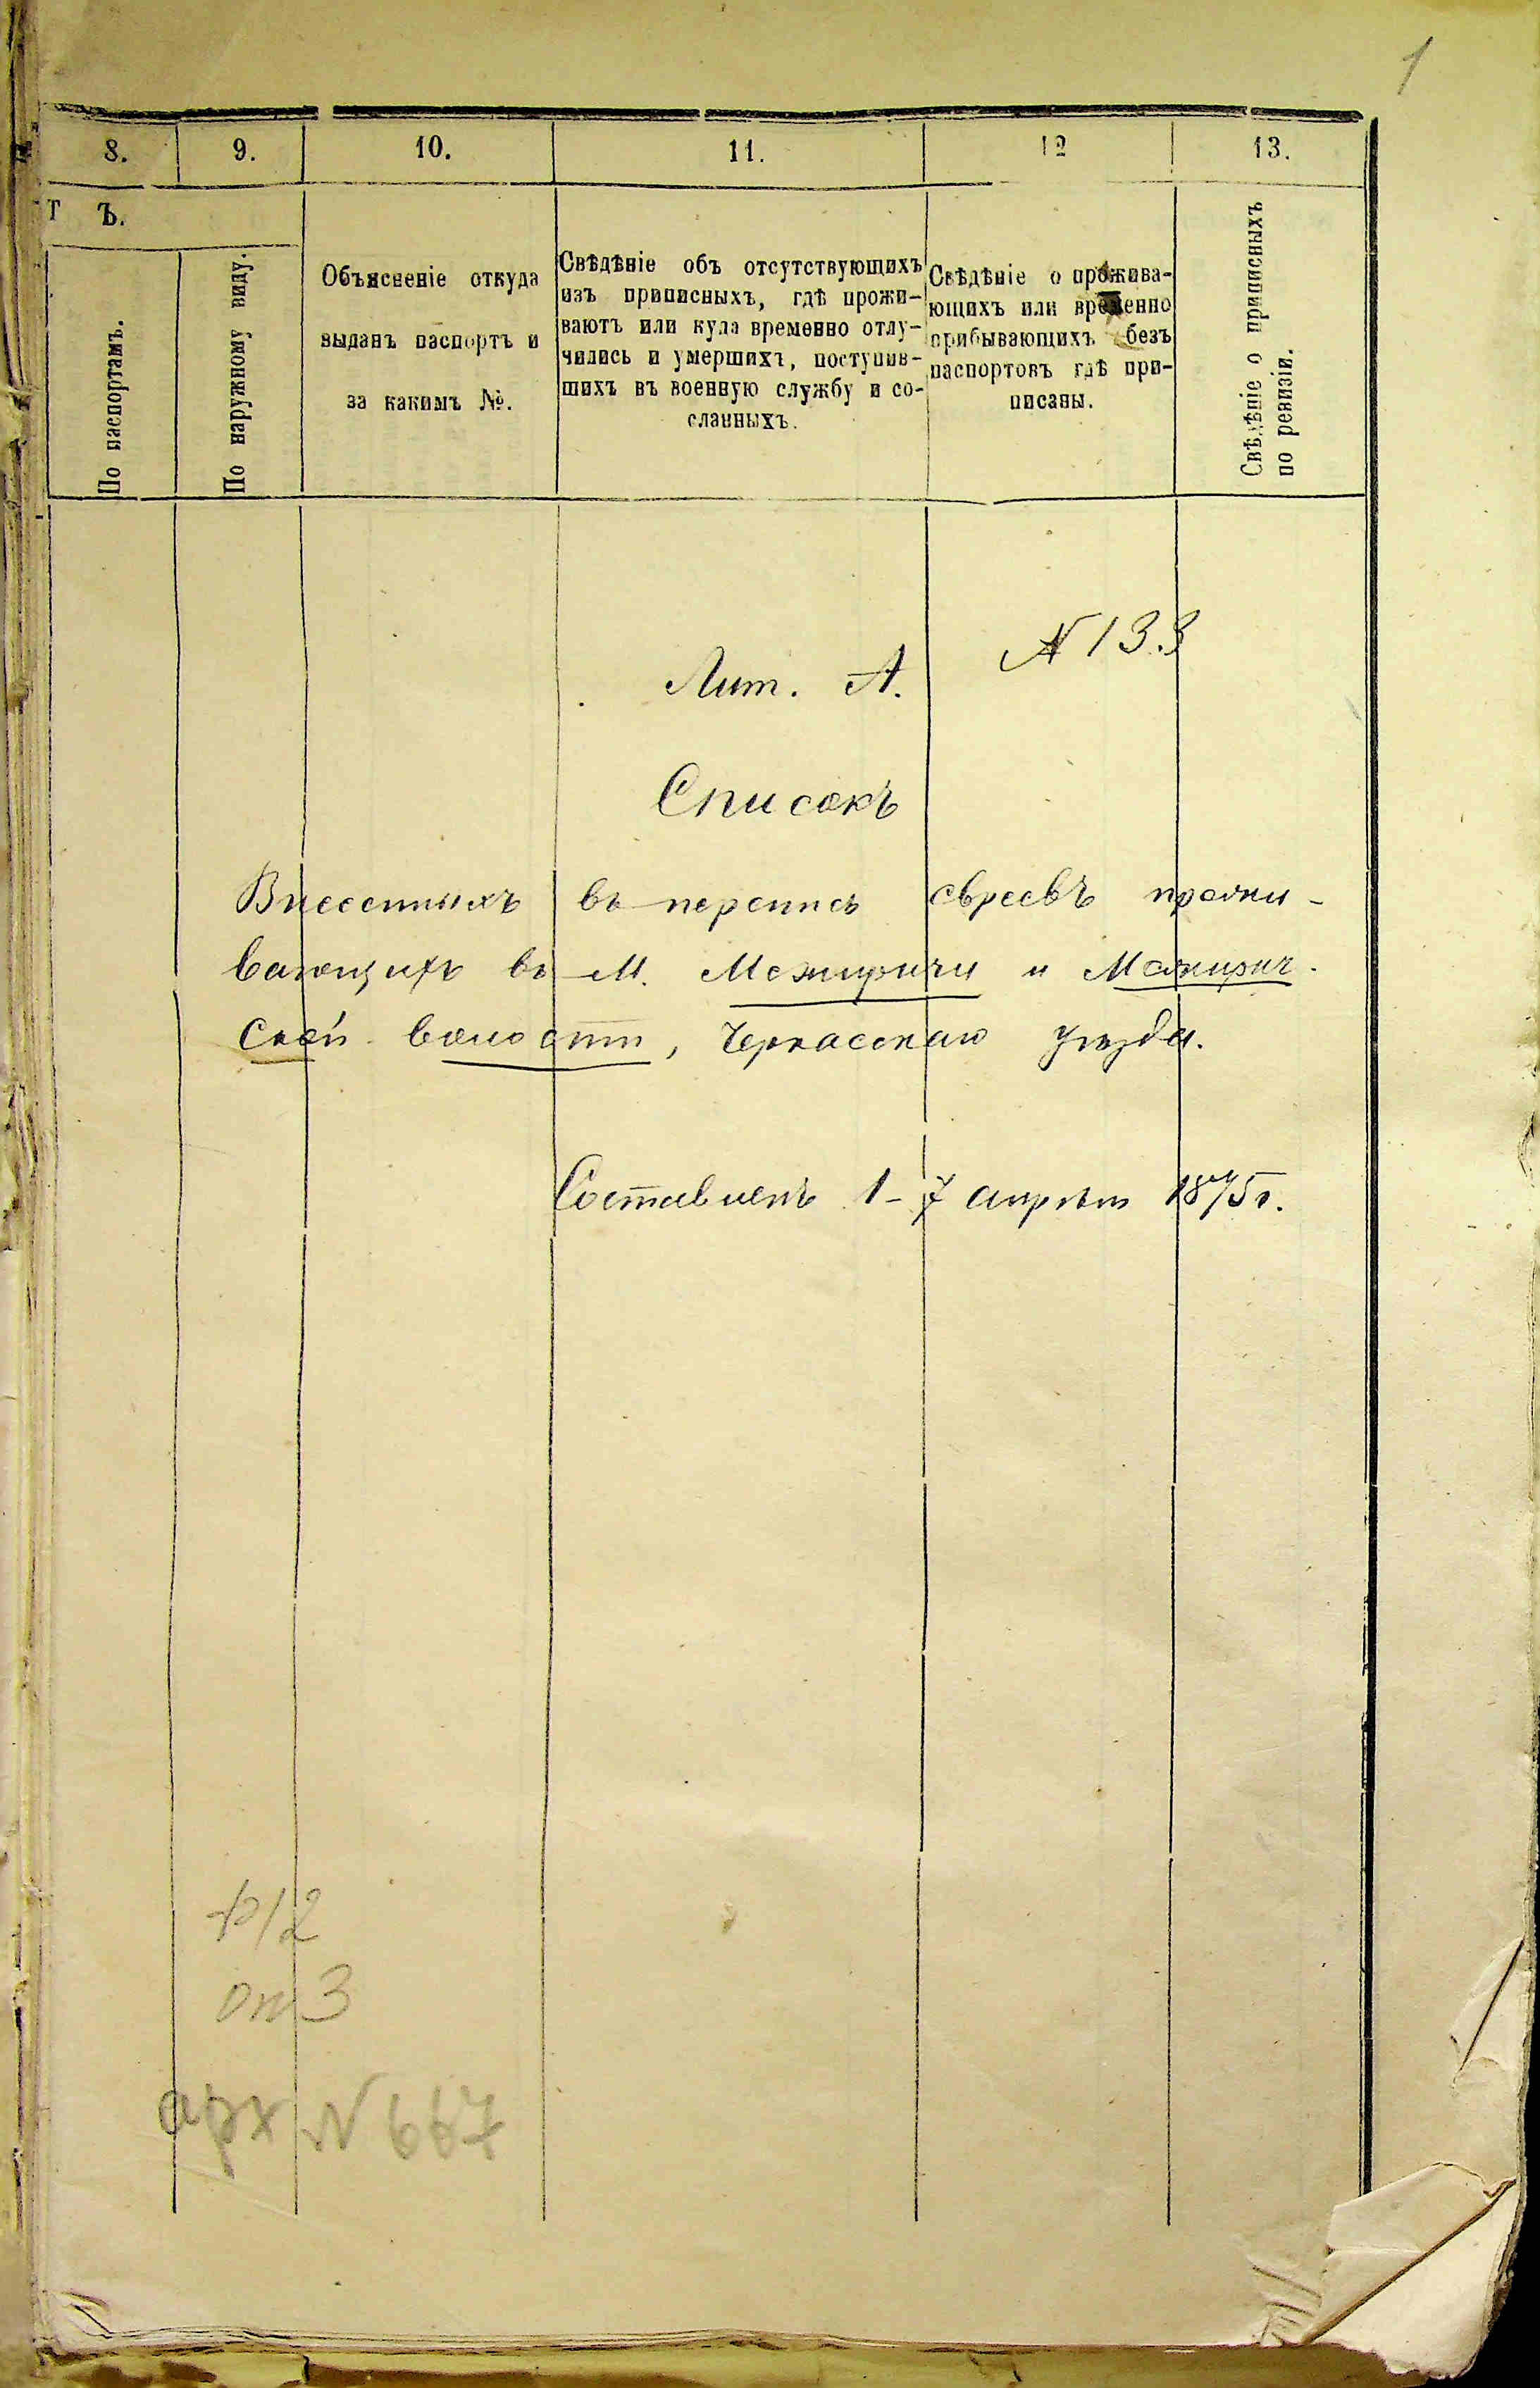 1
8. 9. 10. 11. 12 13.
т ъ.
По паспортамъ.
По наружному виду.
Объясненіе откуда
выданъ паспортъ и
за какимъ №.
Свѣдѣніе объ отсутствующихъ
изъ приписныхъ, гдѣ прожи-
ваютъ или куда временно отлу-
чились и умершихъ, поступив-
шихъ въ военную службу и со-
сланныхъ.
Свѣдѣніе о прожива-
ющихъ или временно
прибывающихъ безъ
паспортовъ гдѣ при-
писаны.
Свѣдѣніе о приписныхъ
по ревизіи.
N 133
Лит. А.
Списокъ
Внесенныхъ въ перепись евреевъ прожи-
вающихъ въ М. Межиричи и Межирич-
ской волости, Черкасскаго уѣзда.
Составленъ 1-7 апрѣля 1875 г.
ф12
оп 3
арх N 667